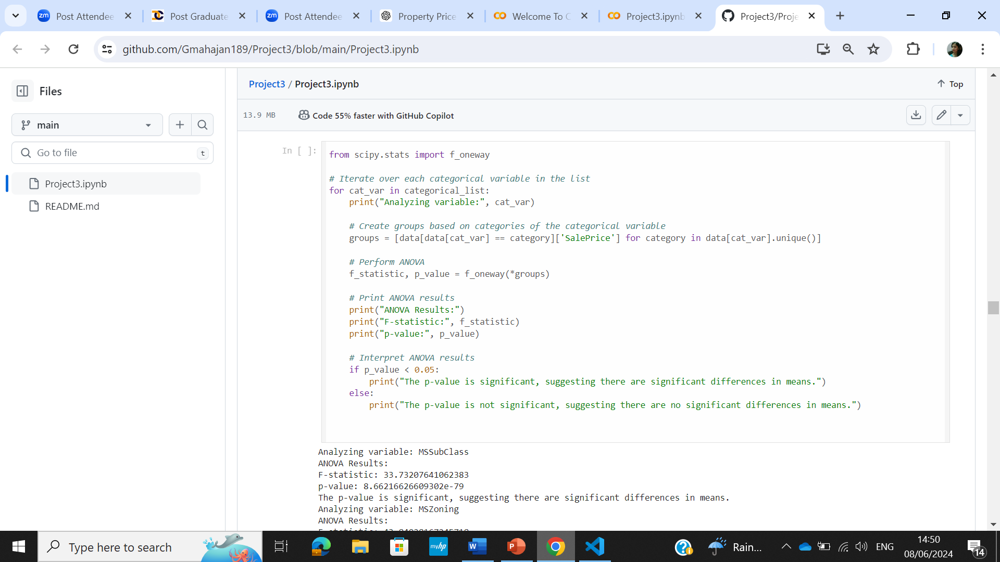 Post Attendee
Post Graduate
Post Attendee
Property Price
Welcome To C
Project3.ipynb
Project3/Proje
github.com/Gmahajan189/Project3/blob/main/Project3.ipynb
Files
main
Go to file
t
Project3.ipynb
README.md
Project3 / Project3.ipynb
Top
13.9 MB
Code 55% faster with GitHub Copilot
In [ ]:
from scipy.stats import f_oneway
# Iterate over each categorical variable in the list
for cat_var in categorical_list:
    print("Analyzing variable:", cat_var)
    # Create groups based on categories of the categorical variable
    groups = [data[data[cat_var] == category]['SalePrice'] for category in data[cat_var].unique()]
    # Perform ANOVA
    f_statistic, p_value = f_oneway(*groups)
    # Print ANOVA results
    print("ANOVA Results:")
    print("F-statistic:", f_statistic)
    print("p-value:", p_value)
    # Interpret ANOVA results
    if p_value < 0.05:
        print("The p-value is significant, suggesting there are significant differences in means.")
    else:
        print("The p-value is not significant, suggesting there are no significant differences in means.")
Analyzing variable: MSSubClass
ANOVA Results:
F-statistic: 33.73207641062383
p-value: 8.66216626609302e-79
The p-value is significant, suggesting there are significant differences in means.
Analyzing variable: MSZoning
ANOVA Results:
Type here to search
Rain...
ENG
14:50
08/06/2024
14